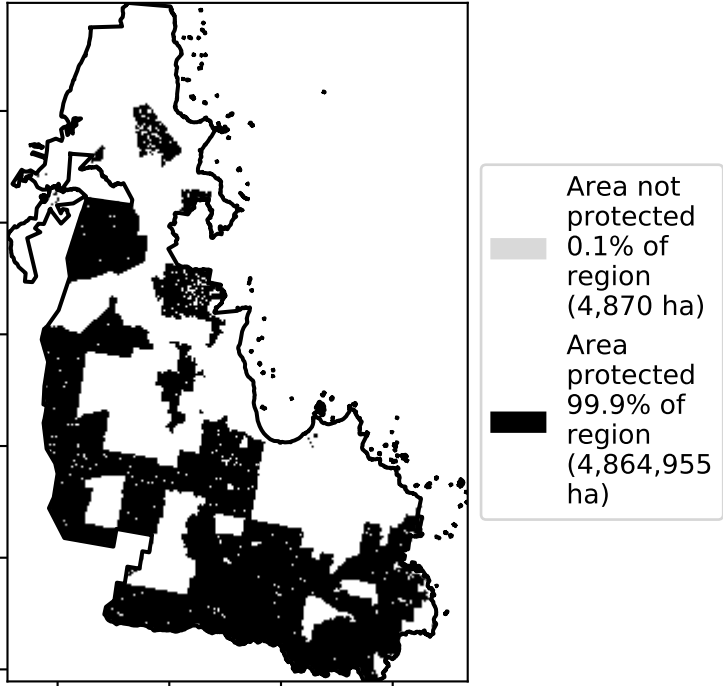 Area not
protected
0.1% of
region
(4,870 ha)
Area
protected
99.9% of
region
(4,864,955
ha)